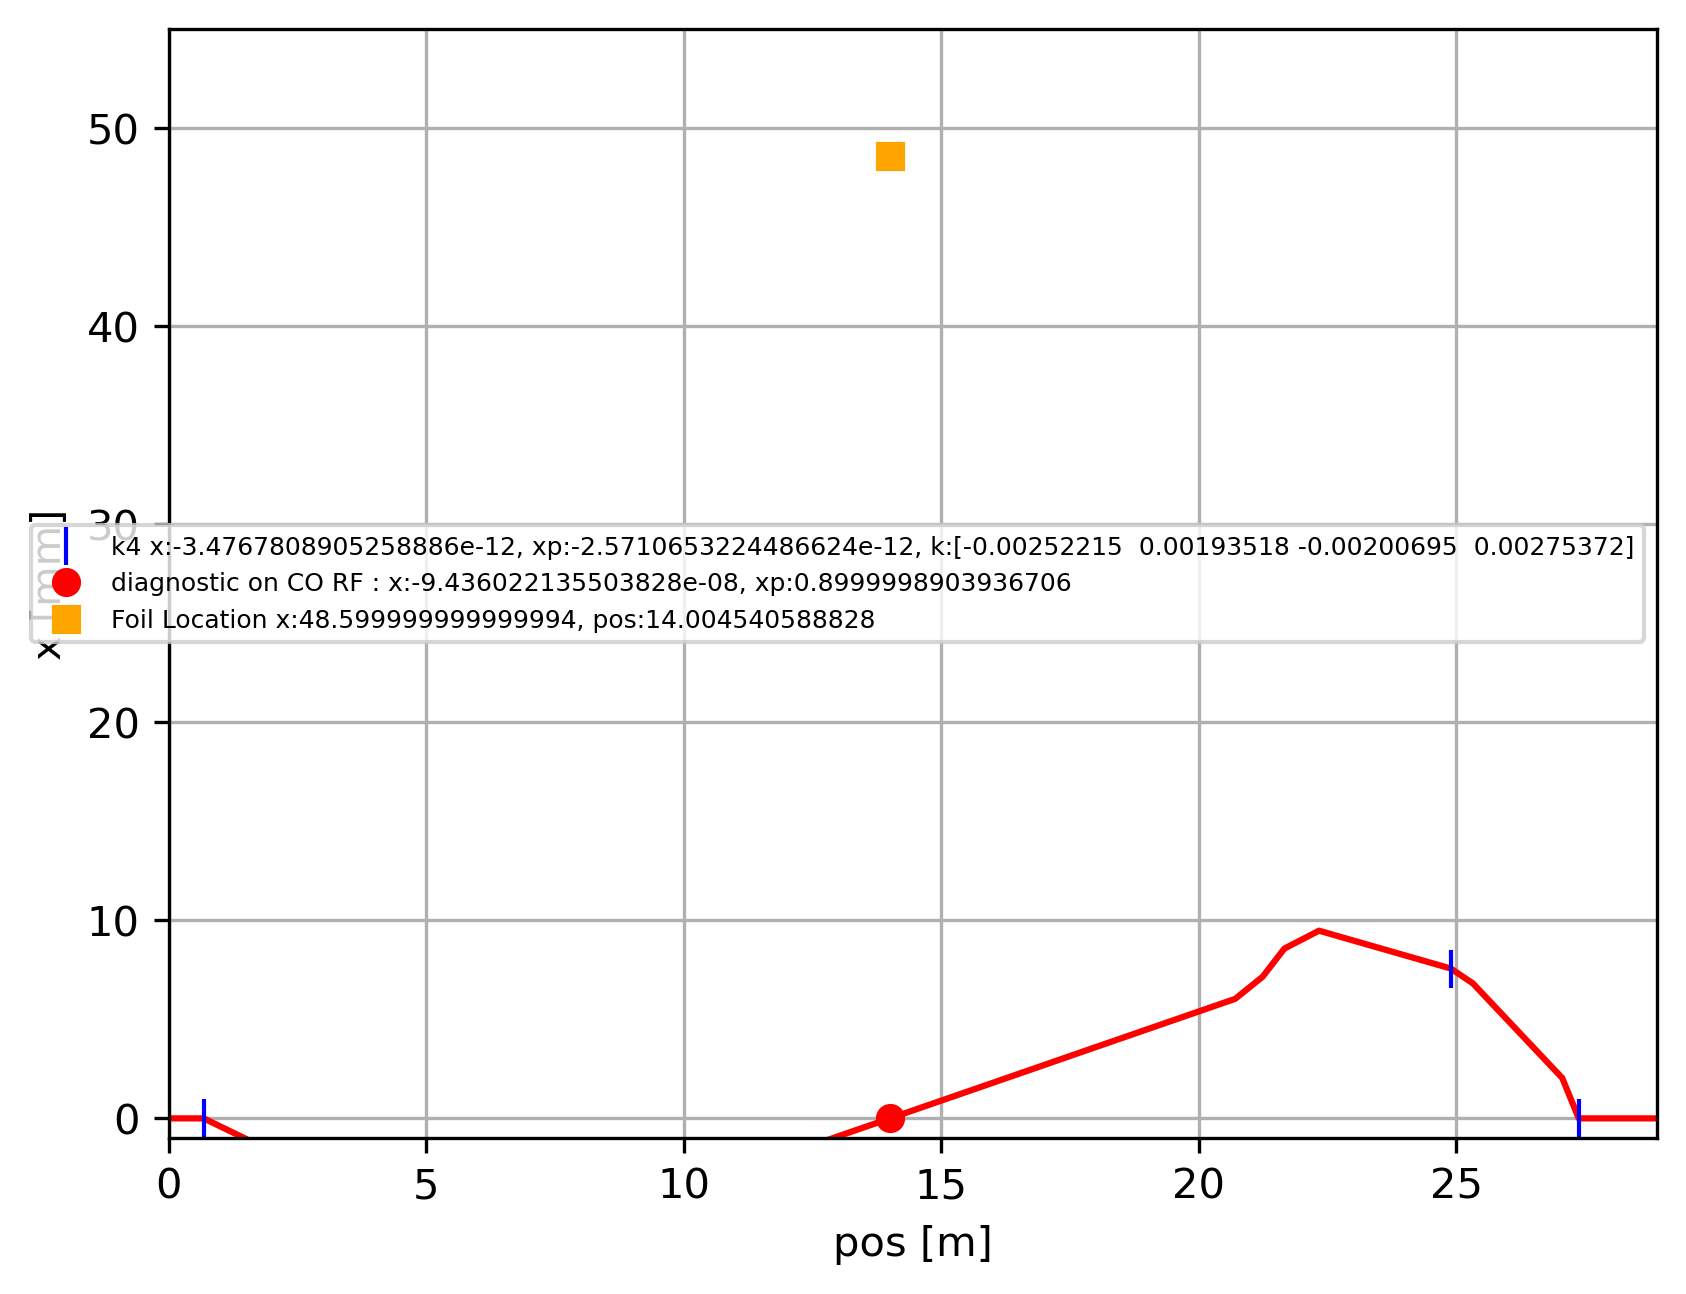 50
40
30
20
10
0
x [mm]
k4 x:-3.4767808905258886e-12, xp:-2.5710653224486624e-12, k:[-0.00252215  0.00193518 -0.00200695  0.00275372]
diagnostic on CO RF : x:-9.436022135503828e-08, xp:0.8999998903936706
Foil Location x:48.599999999999994, pos:14.004540588828
0 5 10 15 20 25
pos [m]